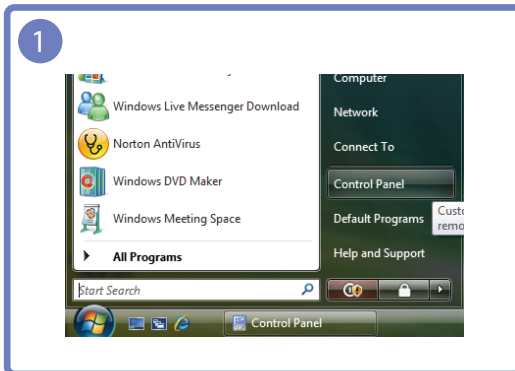 1
Windows Live Messenger Download
Norton AntiVirus
Windows DVD Maker
Windows Meeting Space
All Programs
Start Search
Computer
Network
Connect To
Control Panel
Default Programs
Help and Support
Control Panel